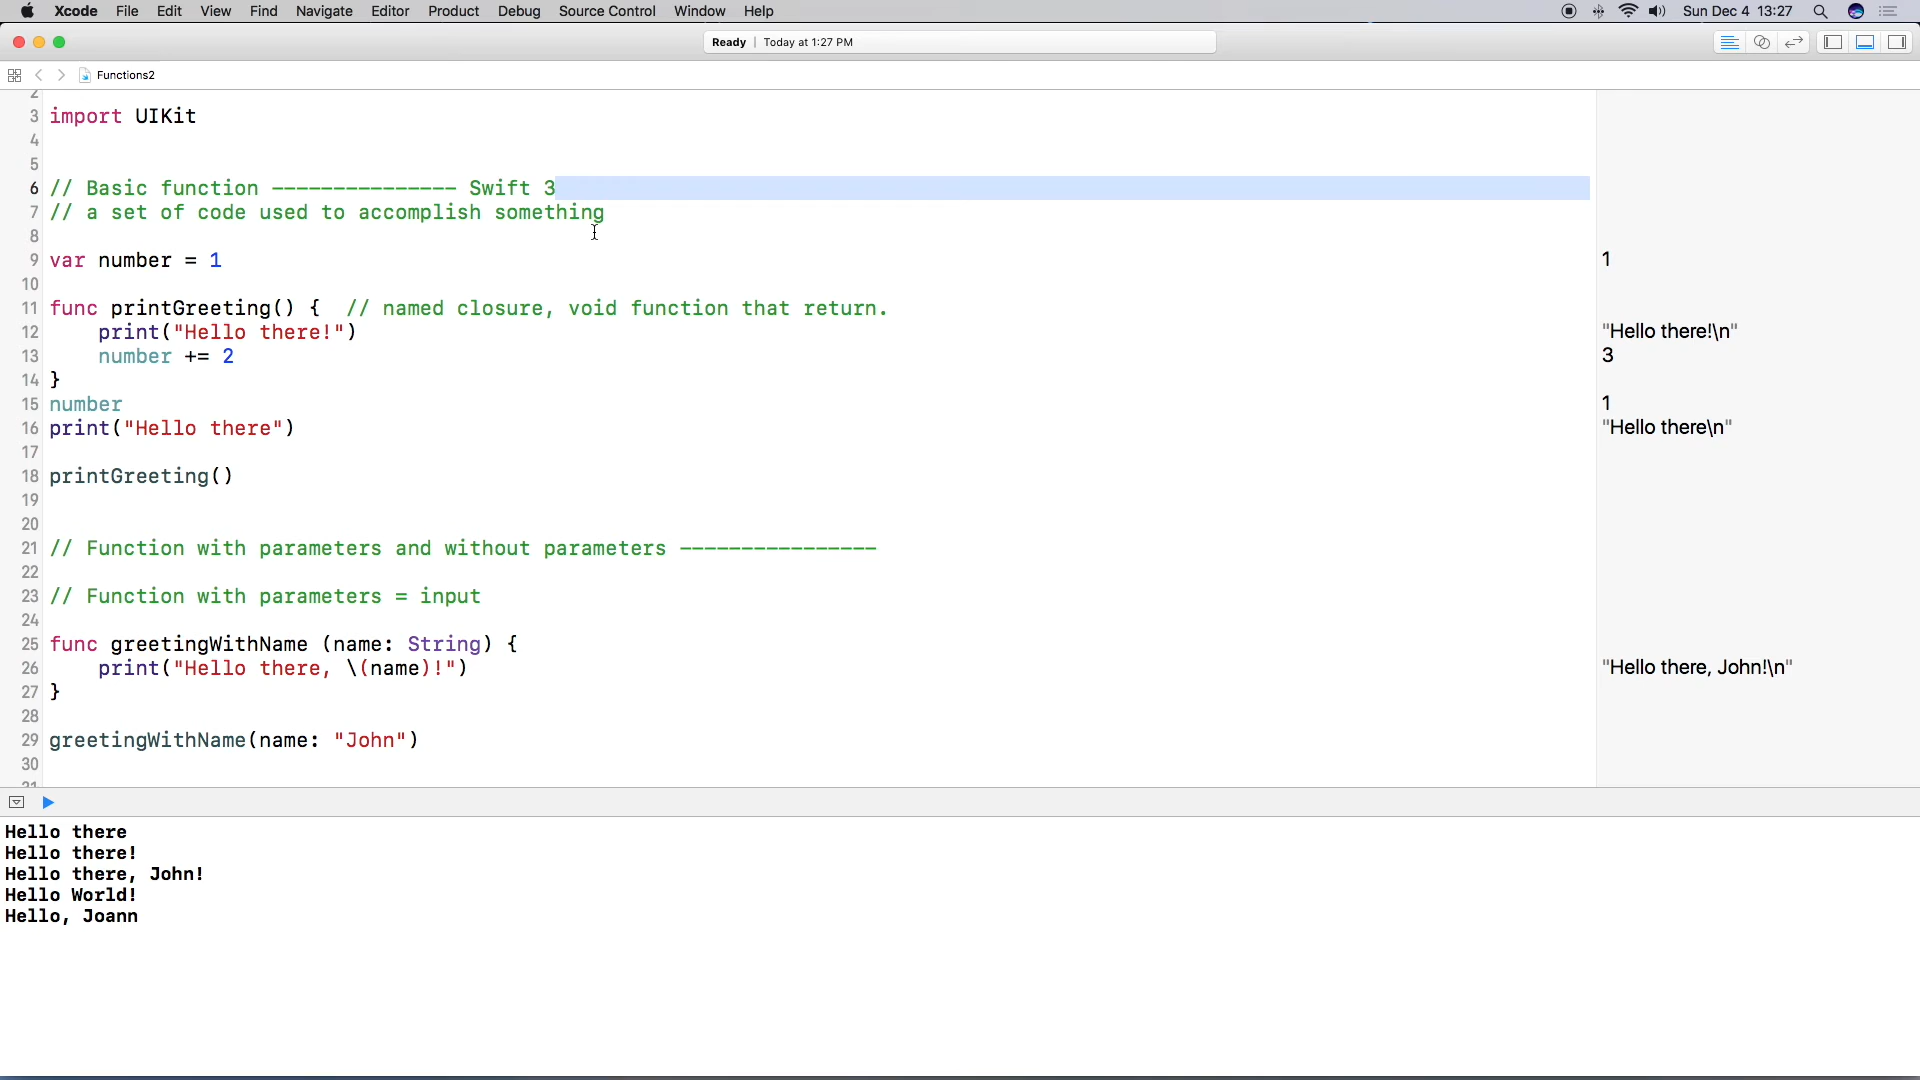 Xcode File Edit View Find Navigate Editor Product Debug Source Control Window Help Sun Dec 4 13:27
Ready | Today at 1:27 PM
Functions2
2
3 import UIKit
4
5
6 // Basic function --------------- Swift 3
7 // a set of code used to accomplish something
8
9 var number = 1 1
10
11 func printGreeting() { // named closure, void function that return.
12 print("Hello there!") "Hello there!\n"
13 number += 2 3
14 }
15 number 1
16 print("Hello there") "Hello there\n"
17
18 printGreeting()
19
20
21 // Function with parameters and without parameters ----------------
22
23 // Function with parameters = input
24
25 func greetingWithName (name: String) {
26 print("Hello there, \(name)!") "Hello there, John!\n"
27 }
28
29 greetingWithName(name: "John")
30
31
Hello there
Hello there!
Hello there, John!
Hello World!
Hello, Joann